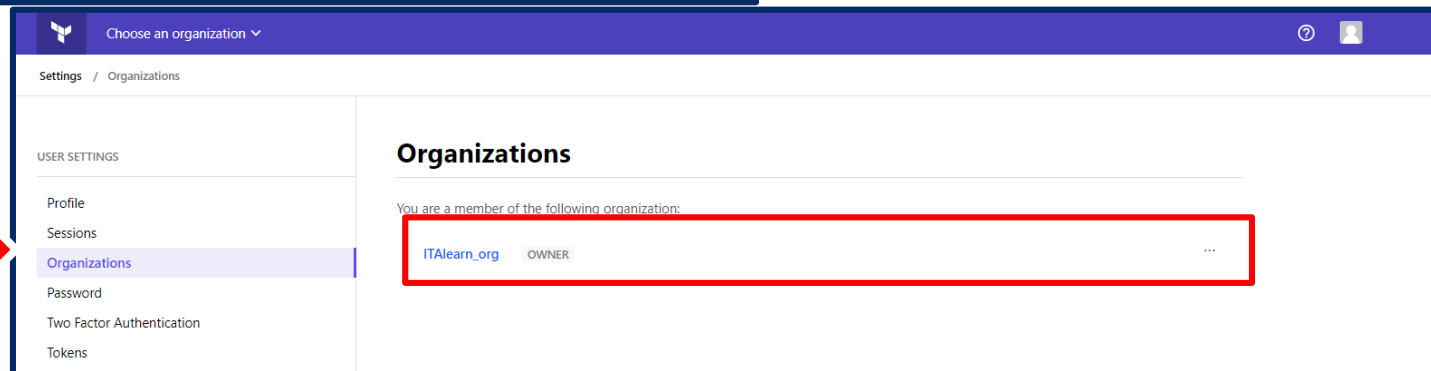 Choose an organization
Settings / Organizations
USER SETTINGS
Profile
Sessions
Organizations
Password
Two Factor Authentication
Tokens
Organizations
You are a member of the following organization:
ITAlearn_org OWNER ...